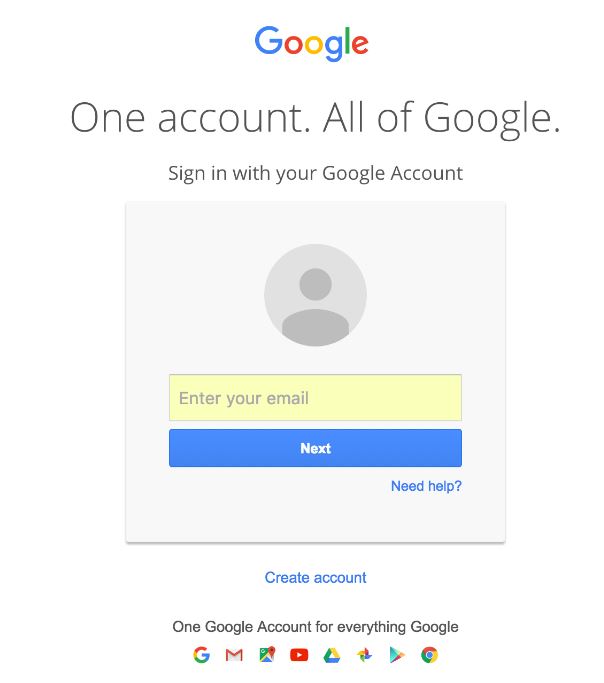 Google
One account. All of Google.
Sign in with your Google Account
Enter your email
Next
Need help?
Create account
One Google Account for everything Google